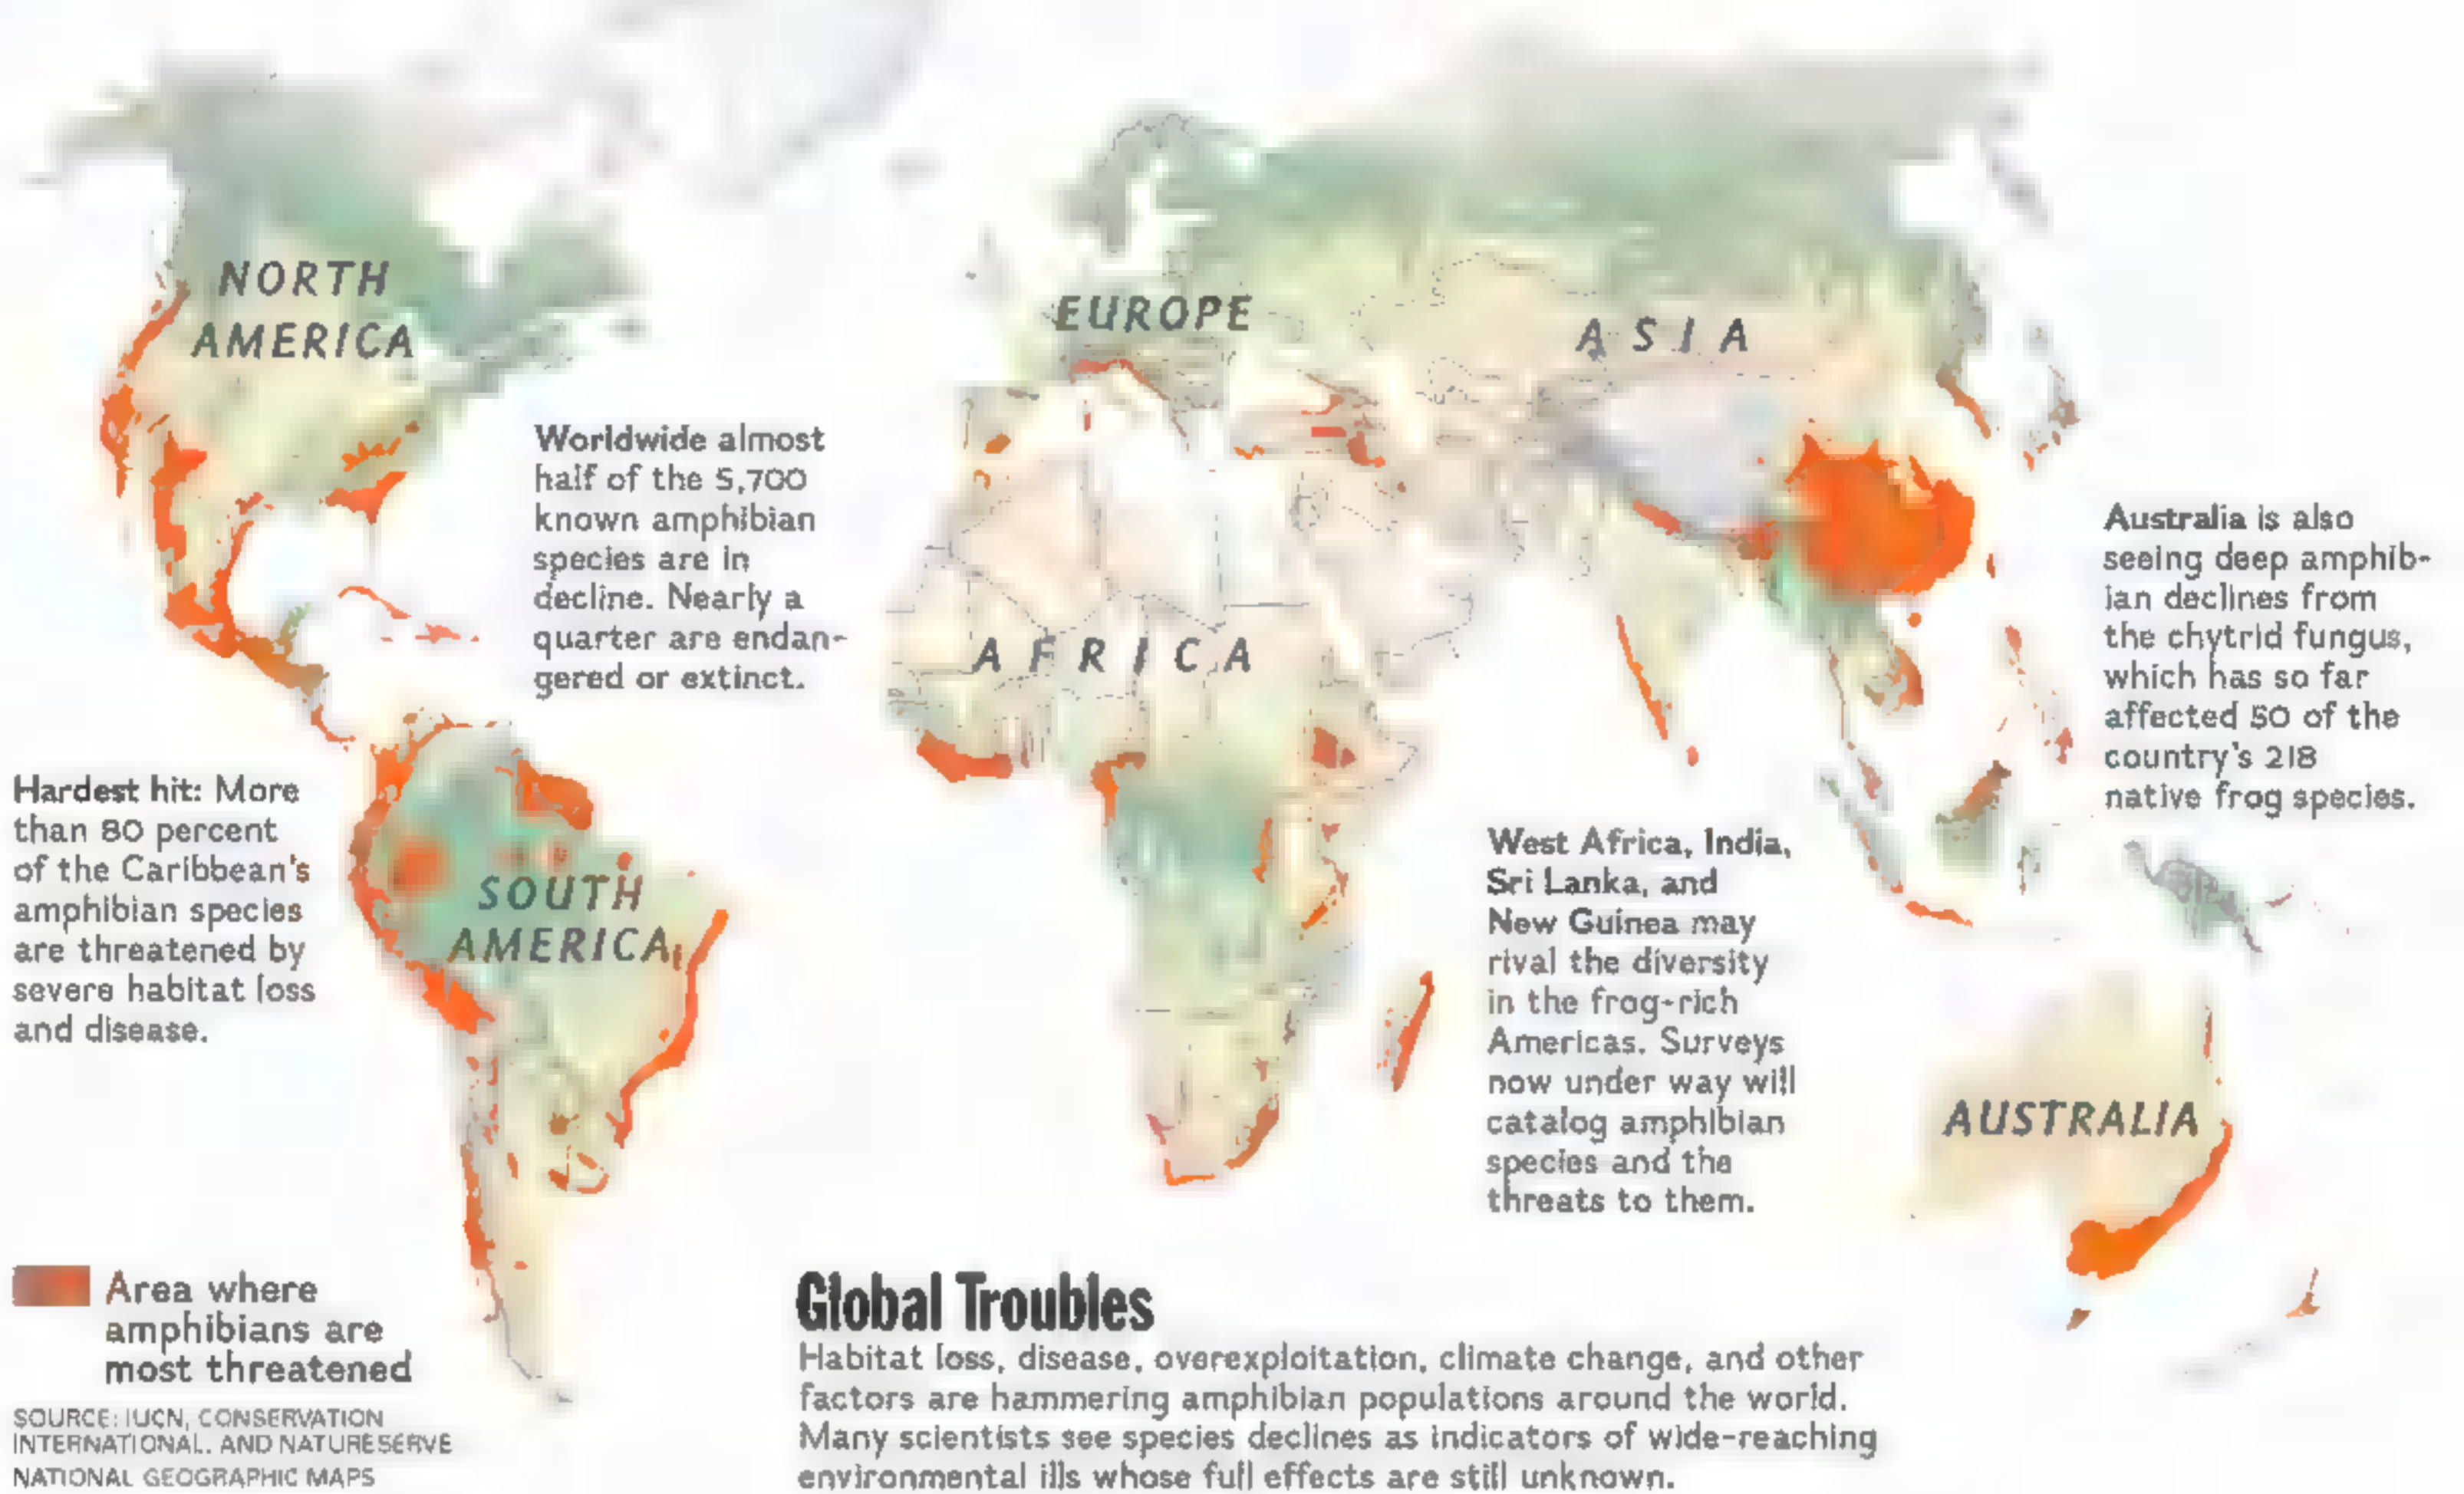 NORTH
AMERICA
EUROPE
ASIA
AFRICA
SOUTH
AMERICA
AUSTRALIA
Worldwide almost
half of the 5,700
known amphibian
species are in
decline. Nearly a
quarter are endan-
gered or extinct.
Hardest hit: More
than 80 percent
of the Caribbean's
amphibian species
are threatened by
severe habitat loss
and disease.
Australia is also
seeing deep amphib-
ian declines from
the chytrid fungus,
which has so far
affected 50 of the
country's 218
native frog species.
West Africa, India,
Sri Lanka, and
New Guinea may
rival the diversity
in the frog-rich
Americas. Surveys
now under way will
catalog amphibian
species and the
threats to them.
Area where
amphibians are
most threatened
SOURCE: IUCN, CONSERVATION
INTERNATIONAL, AND NATURESERVE
NATIONAL GEOGRAPHIC MAPS
Global Troubles
Habitat loss, disease, overexploitation, climate change, and other
factors are hammering amphibian populations around the world.
Many scientists see species declines as indicators of wide-reaching
environmental ills whose full effects are still unknown.